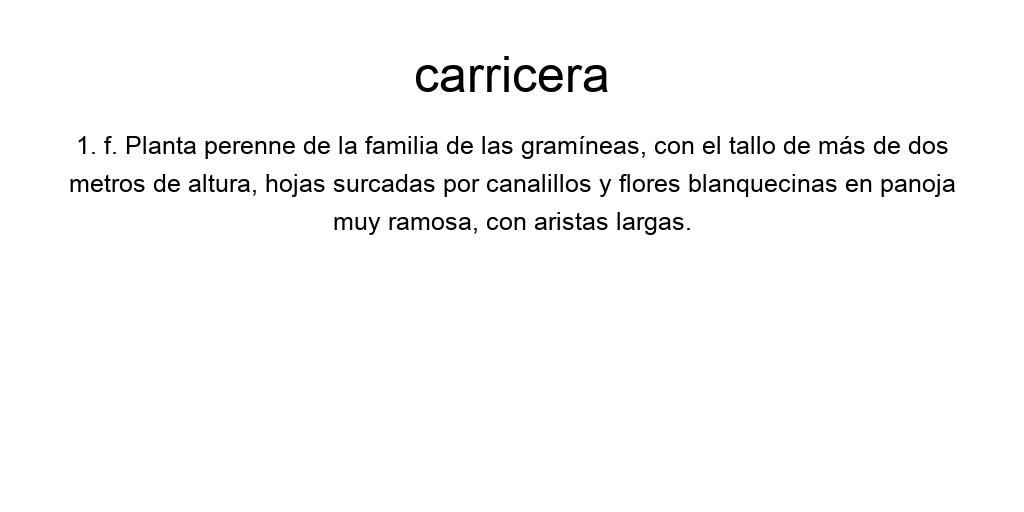 carricera
1. f. Planta perenne de la familia de las gramíneas, con el tallo de más de dos
metros de altura, hojas surcadas por canalillos y flores blanquecinas en panoja
muy ramosa, con aristas largas.